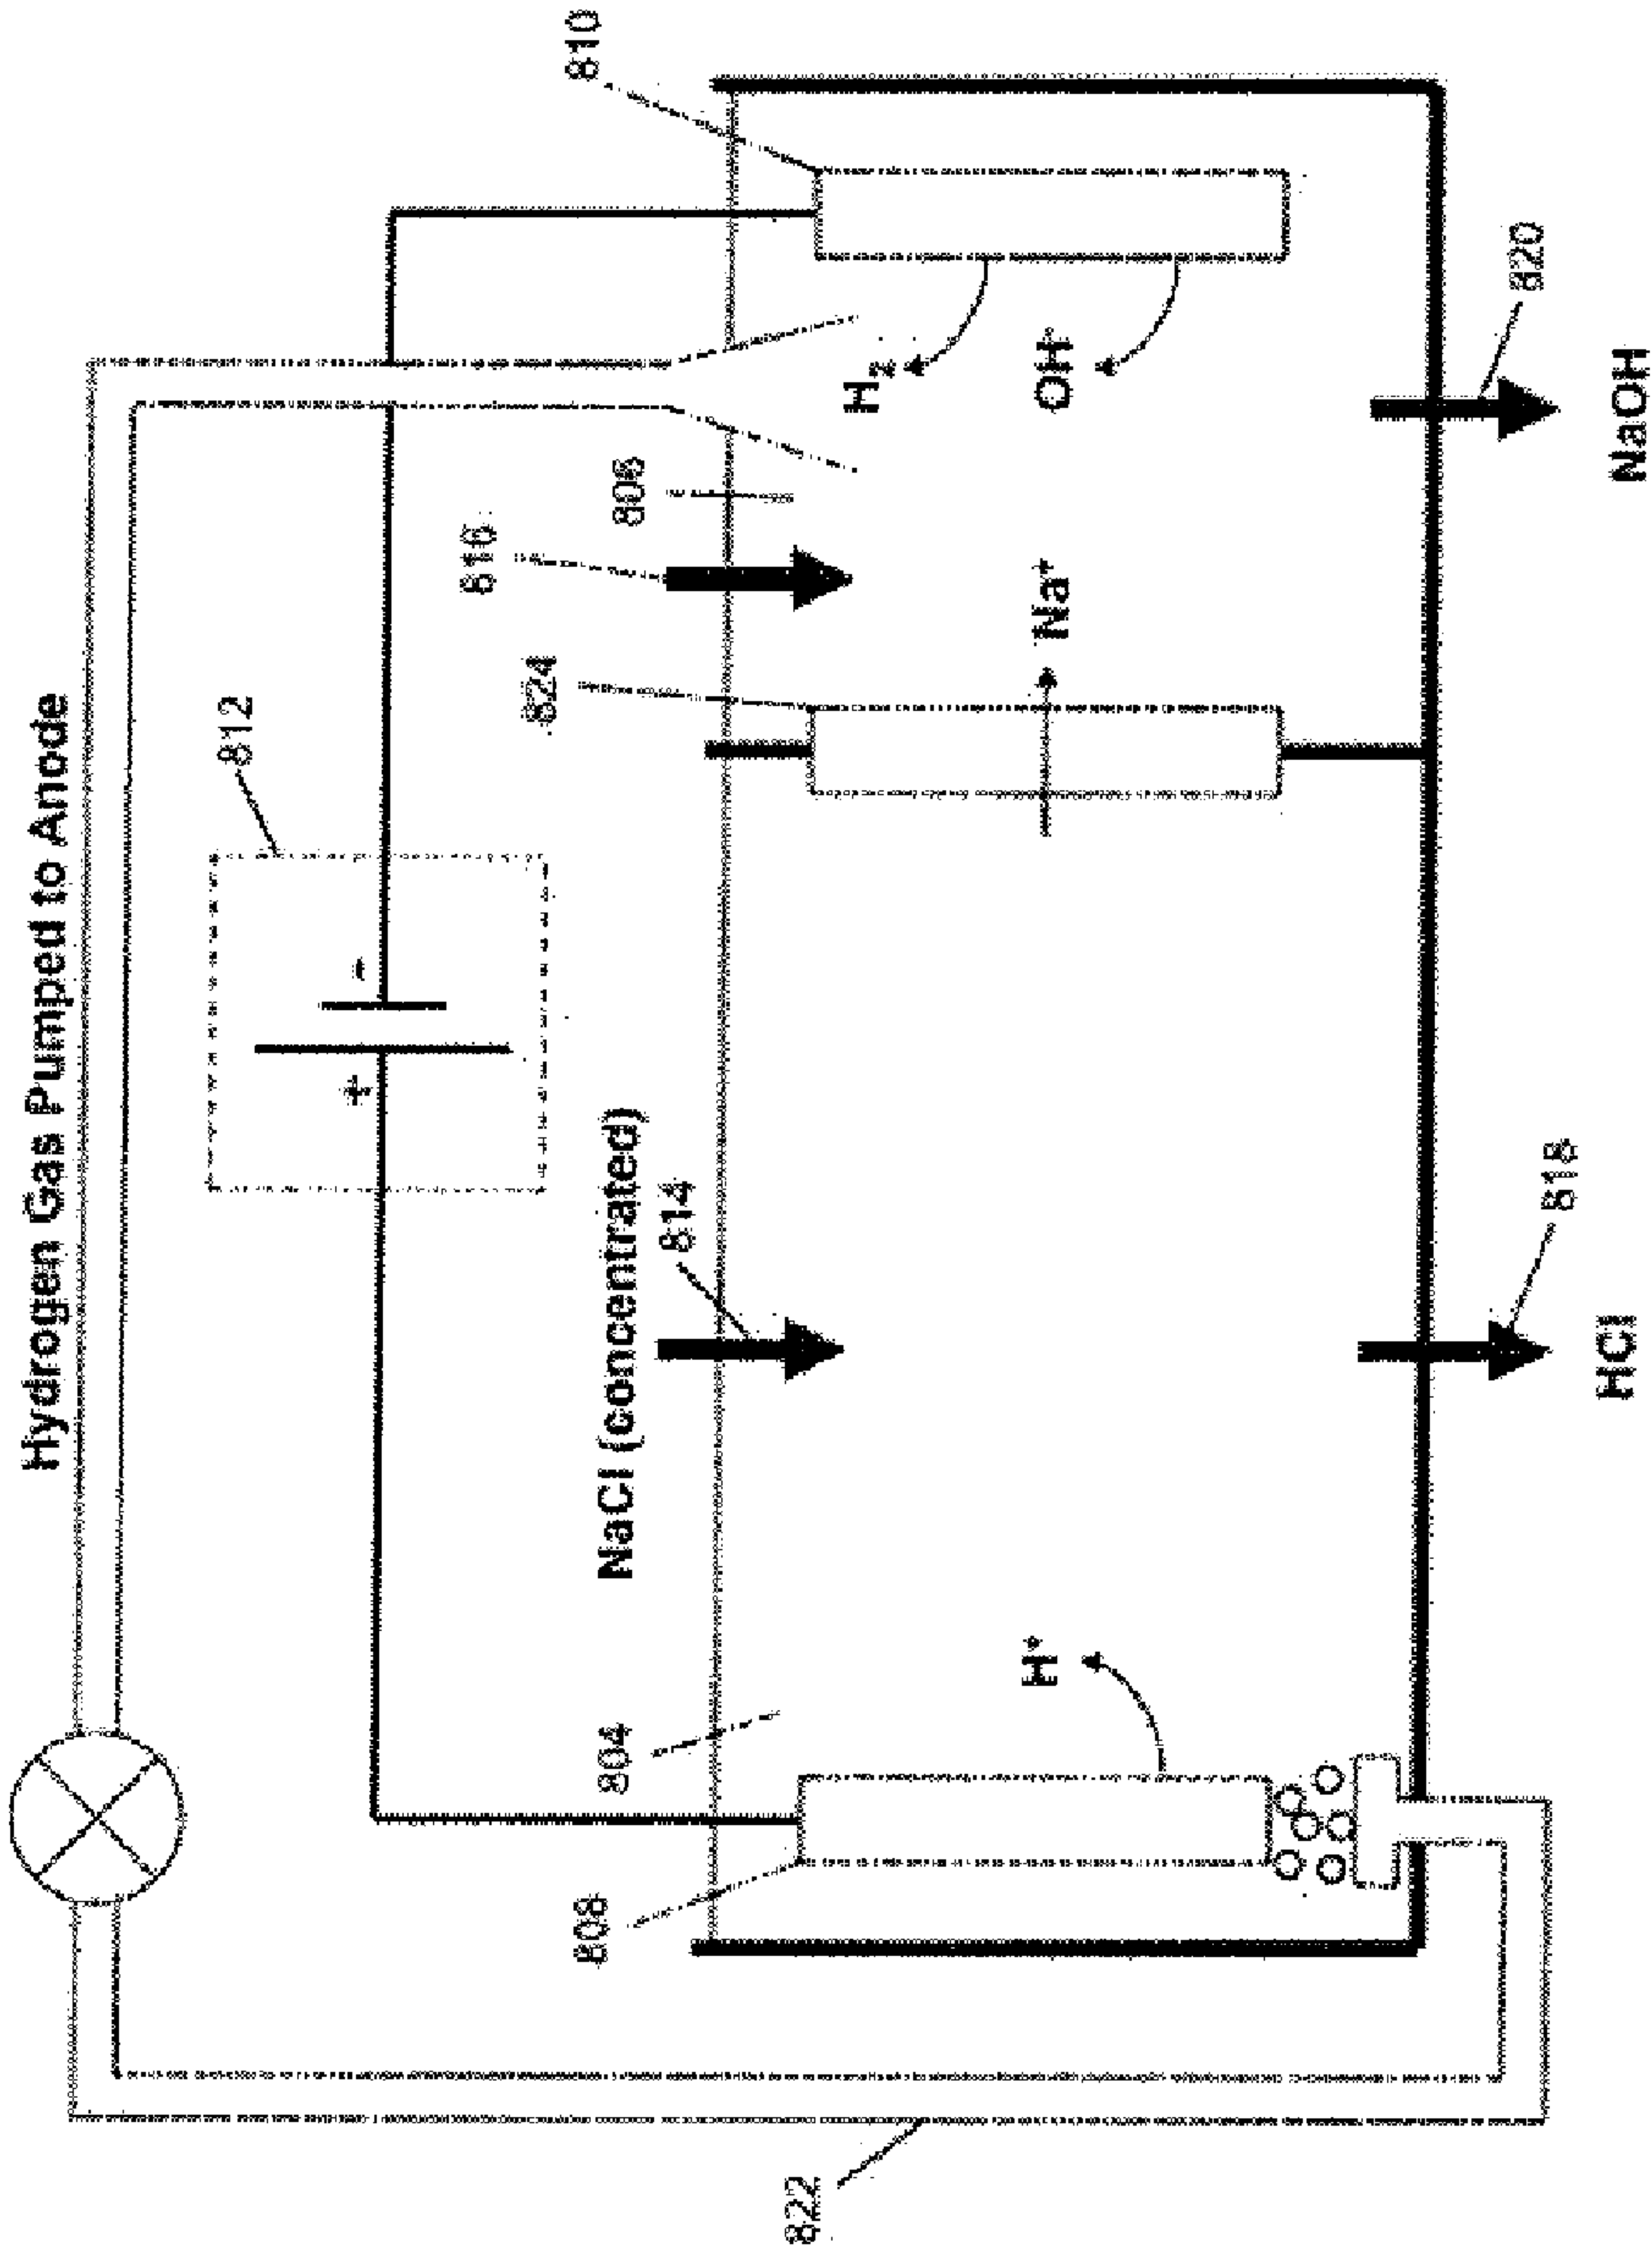 Hydrogen Gas Pumped to Anode
812
+ -
816
824
810
808
804
NaCl (concentrated)
806
814
822
H₂
H⁺
Na⁺
OH⁻
820
818
HCl
NaOH